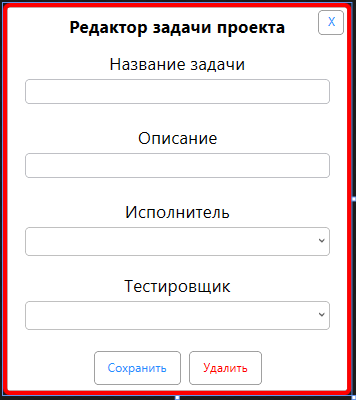 Редактор задачи проекта
X
Название задачи
Описание
Исполнитель
Тестировщик
Сохранить
Удалить